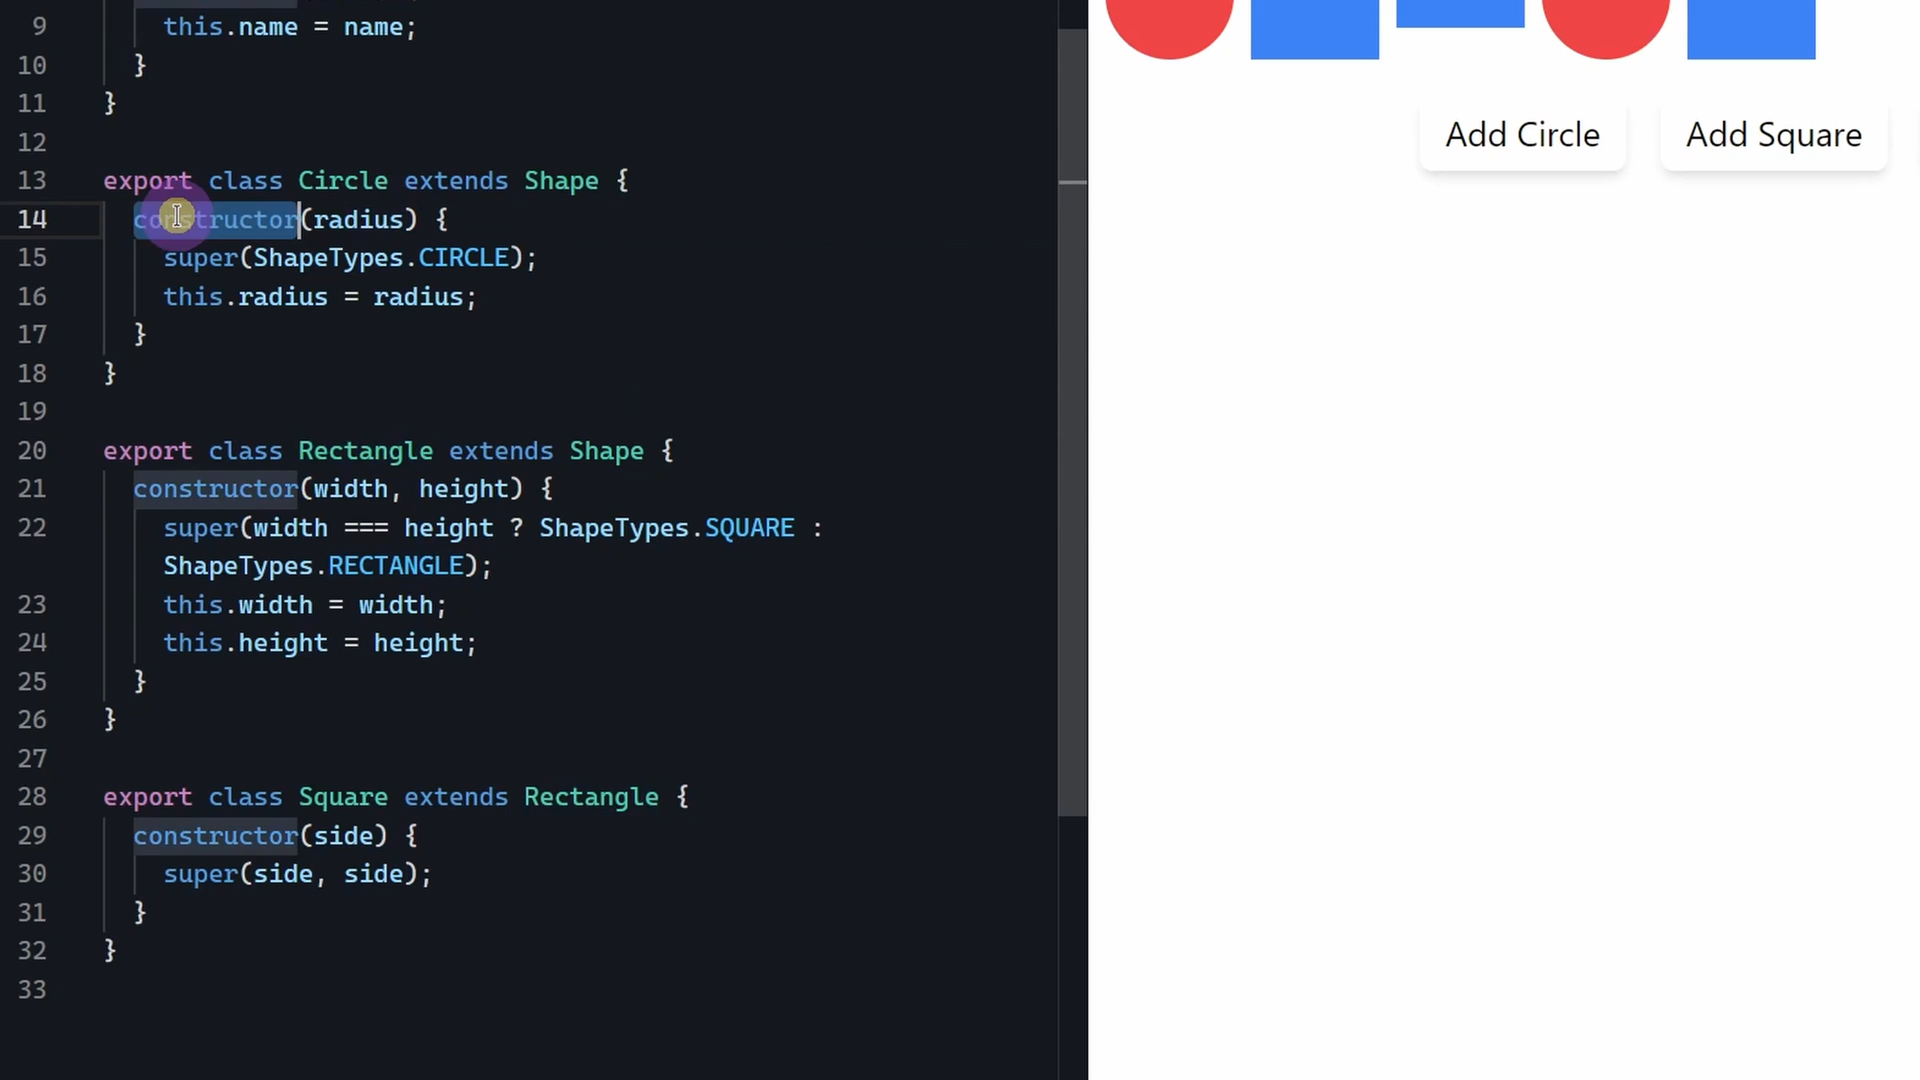 9 this.name = name;
10 }
11 }
12
13 export class Circle extends Shape {
14 constructor(radius) {
15 super(ShapeTypes.CIRCLE);
16 this.radius = radius;
17 }
18 }
19
20 export class Rectangle extends Shape {
21 constructor(width, height) {
22 super(width === height ? ShapeTypes.SQUARE :
ShapeTypes.RECTANGLE);
23 this.width = width;
24 this.height = height;
25 }
26 }
27
28 export class Square extends Rectangle {
29 constructor(side) {
30 super(side, side);
31 }
32 }
33
Add Circle
Add Square